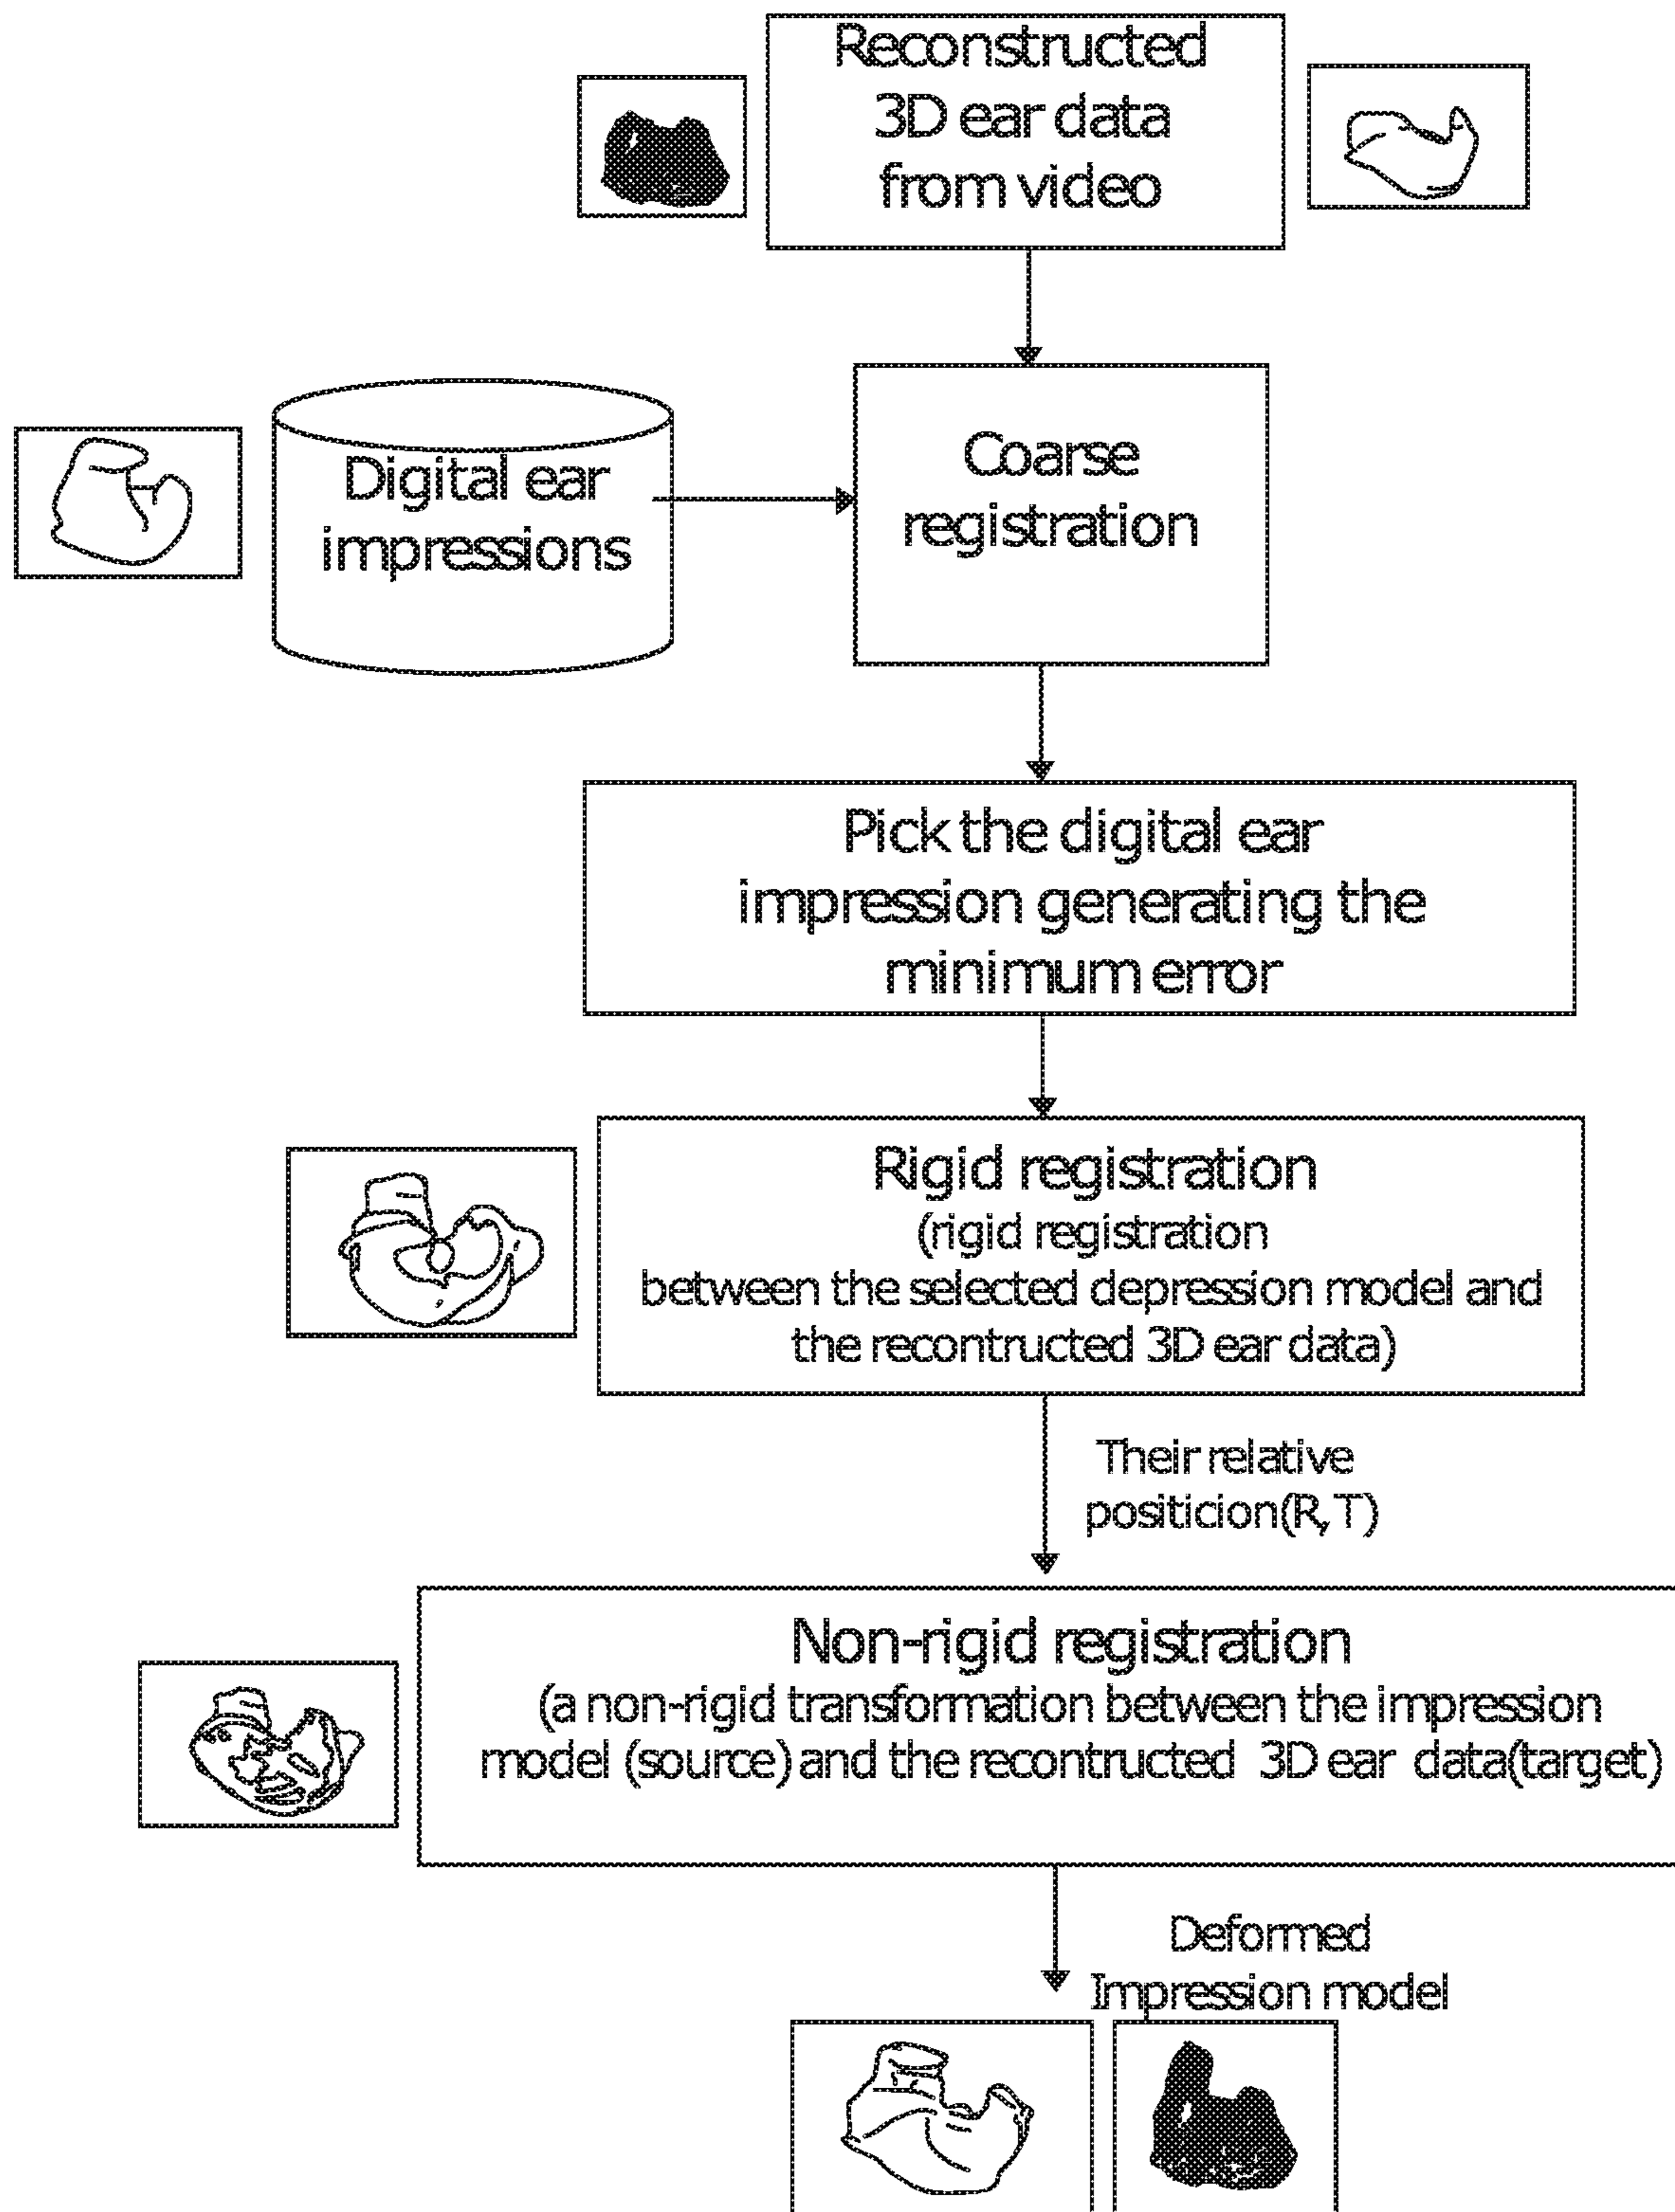 Reconstructed
3D ear data
from video
Digital ear
impressions
Coarse
registration
Pick the digital ear
impression generating the
minimum error
Rigid registration
(rigid registration
between the selected depression model and
the recontructed 3D ear data)
Their relative
positicion(R,T)
Non-rigid registration
(a non-rigid transformation between the impression
model (source) and the recontructed 3D ear data(target)
Deformed
Impression model